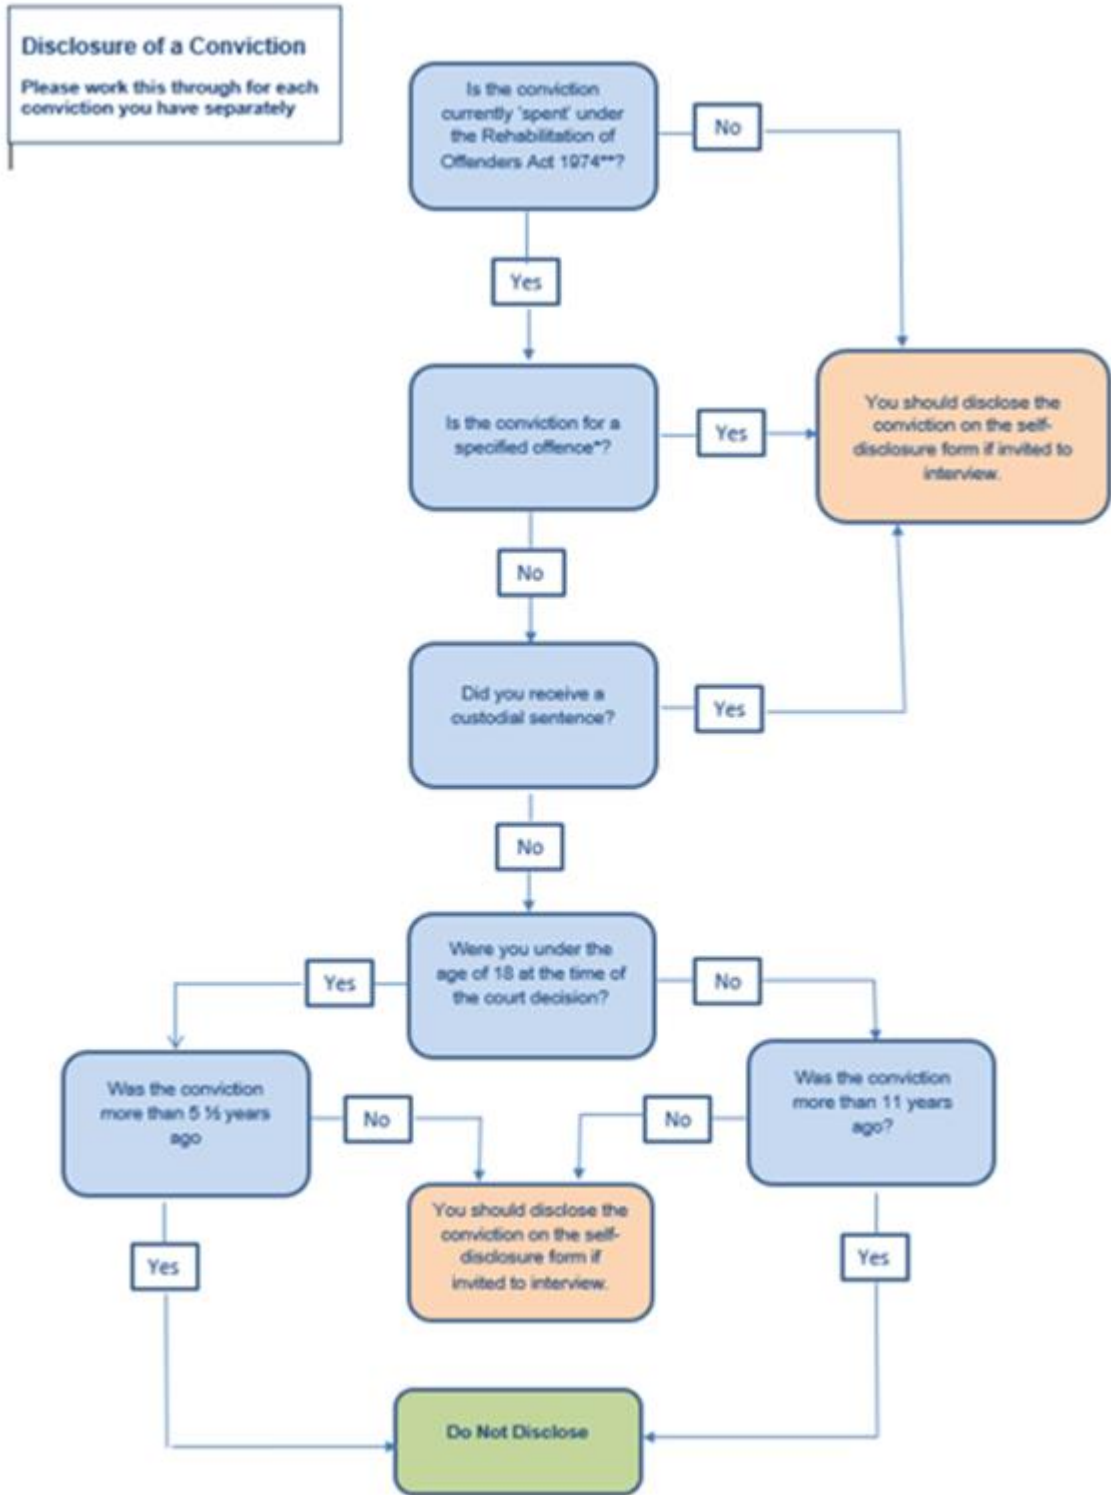 Disclosure of a Conviction
Please work this through for each
conviction you have separately
Is the conviction
currently 'spent' under
the Rehabilitation of
Offenders Act 1974**?
No
Yes
Is the conviction for a
specified offence*?
Yes
You should disclose the
conviction on the self-
disclosure form if invited to
interview.
No
Did you receive a
custodial sentence?
Yes
No
Were you under the
age of 18 at the time of
the court decision?
Yes
No
Was the conviction
more than 5 ½ years
ago
No
No
Was the conviction
more than 11 years
ago?
You should disclose the
conviction on the self-
disclosure form if
invited to interview.
Yes
Yes
Do Not Disclose